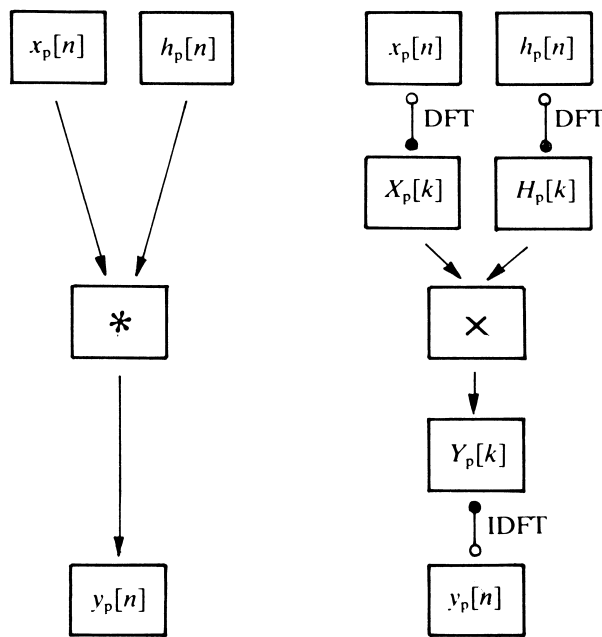 xₚ[n] hₚ[n] xₚ[n] hₚ[n]
DFT DFT
Xₚ[k] Hₚ[k]
* ×
Yₚ[k]
IDFT
yₚ[n] yₚ[n]